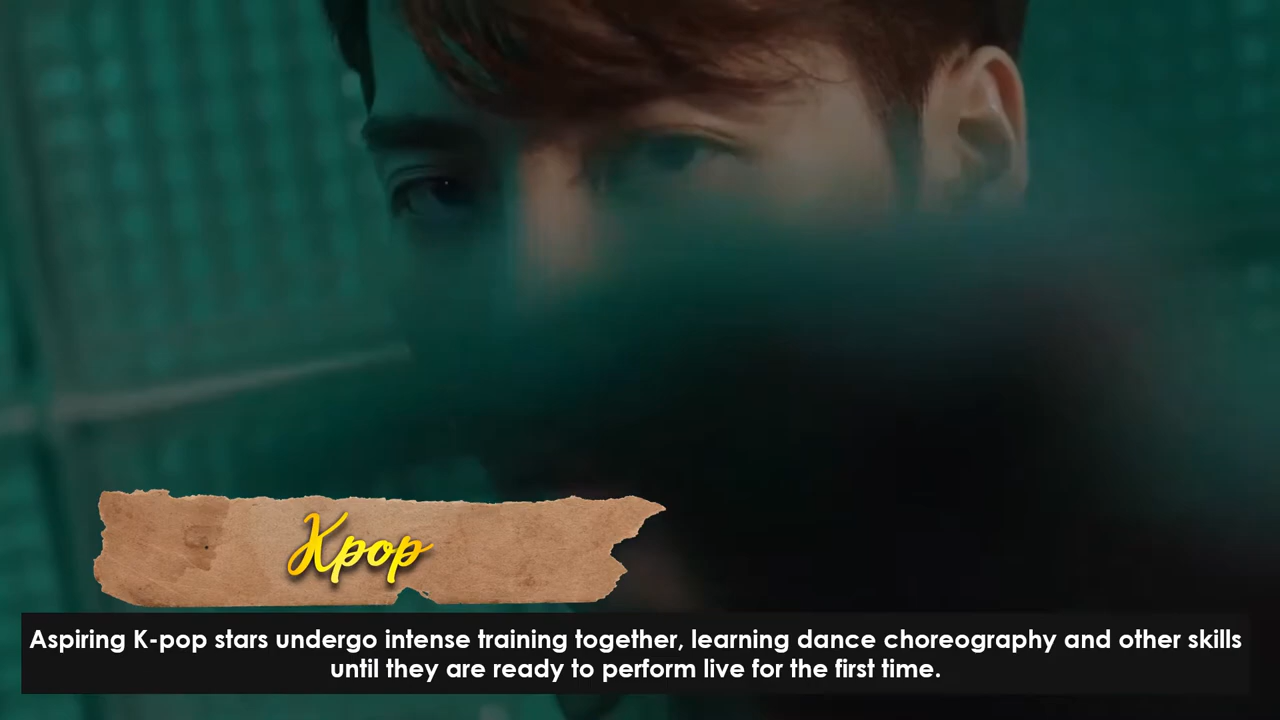 Kpop
Aspiring K-pop stars undergo intense training together, learning dance choreography and other skills
until they are ready to perform live for the first time.